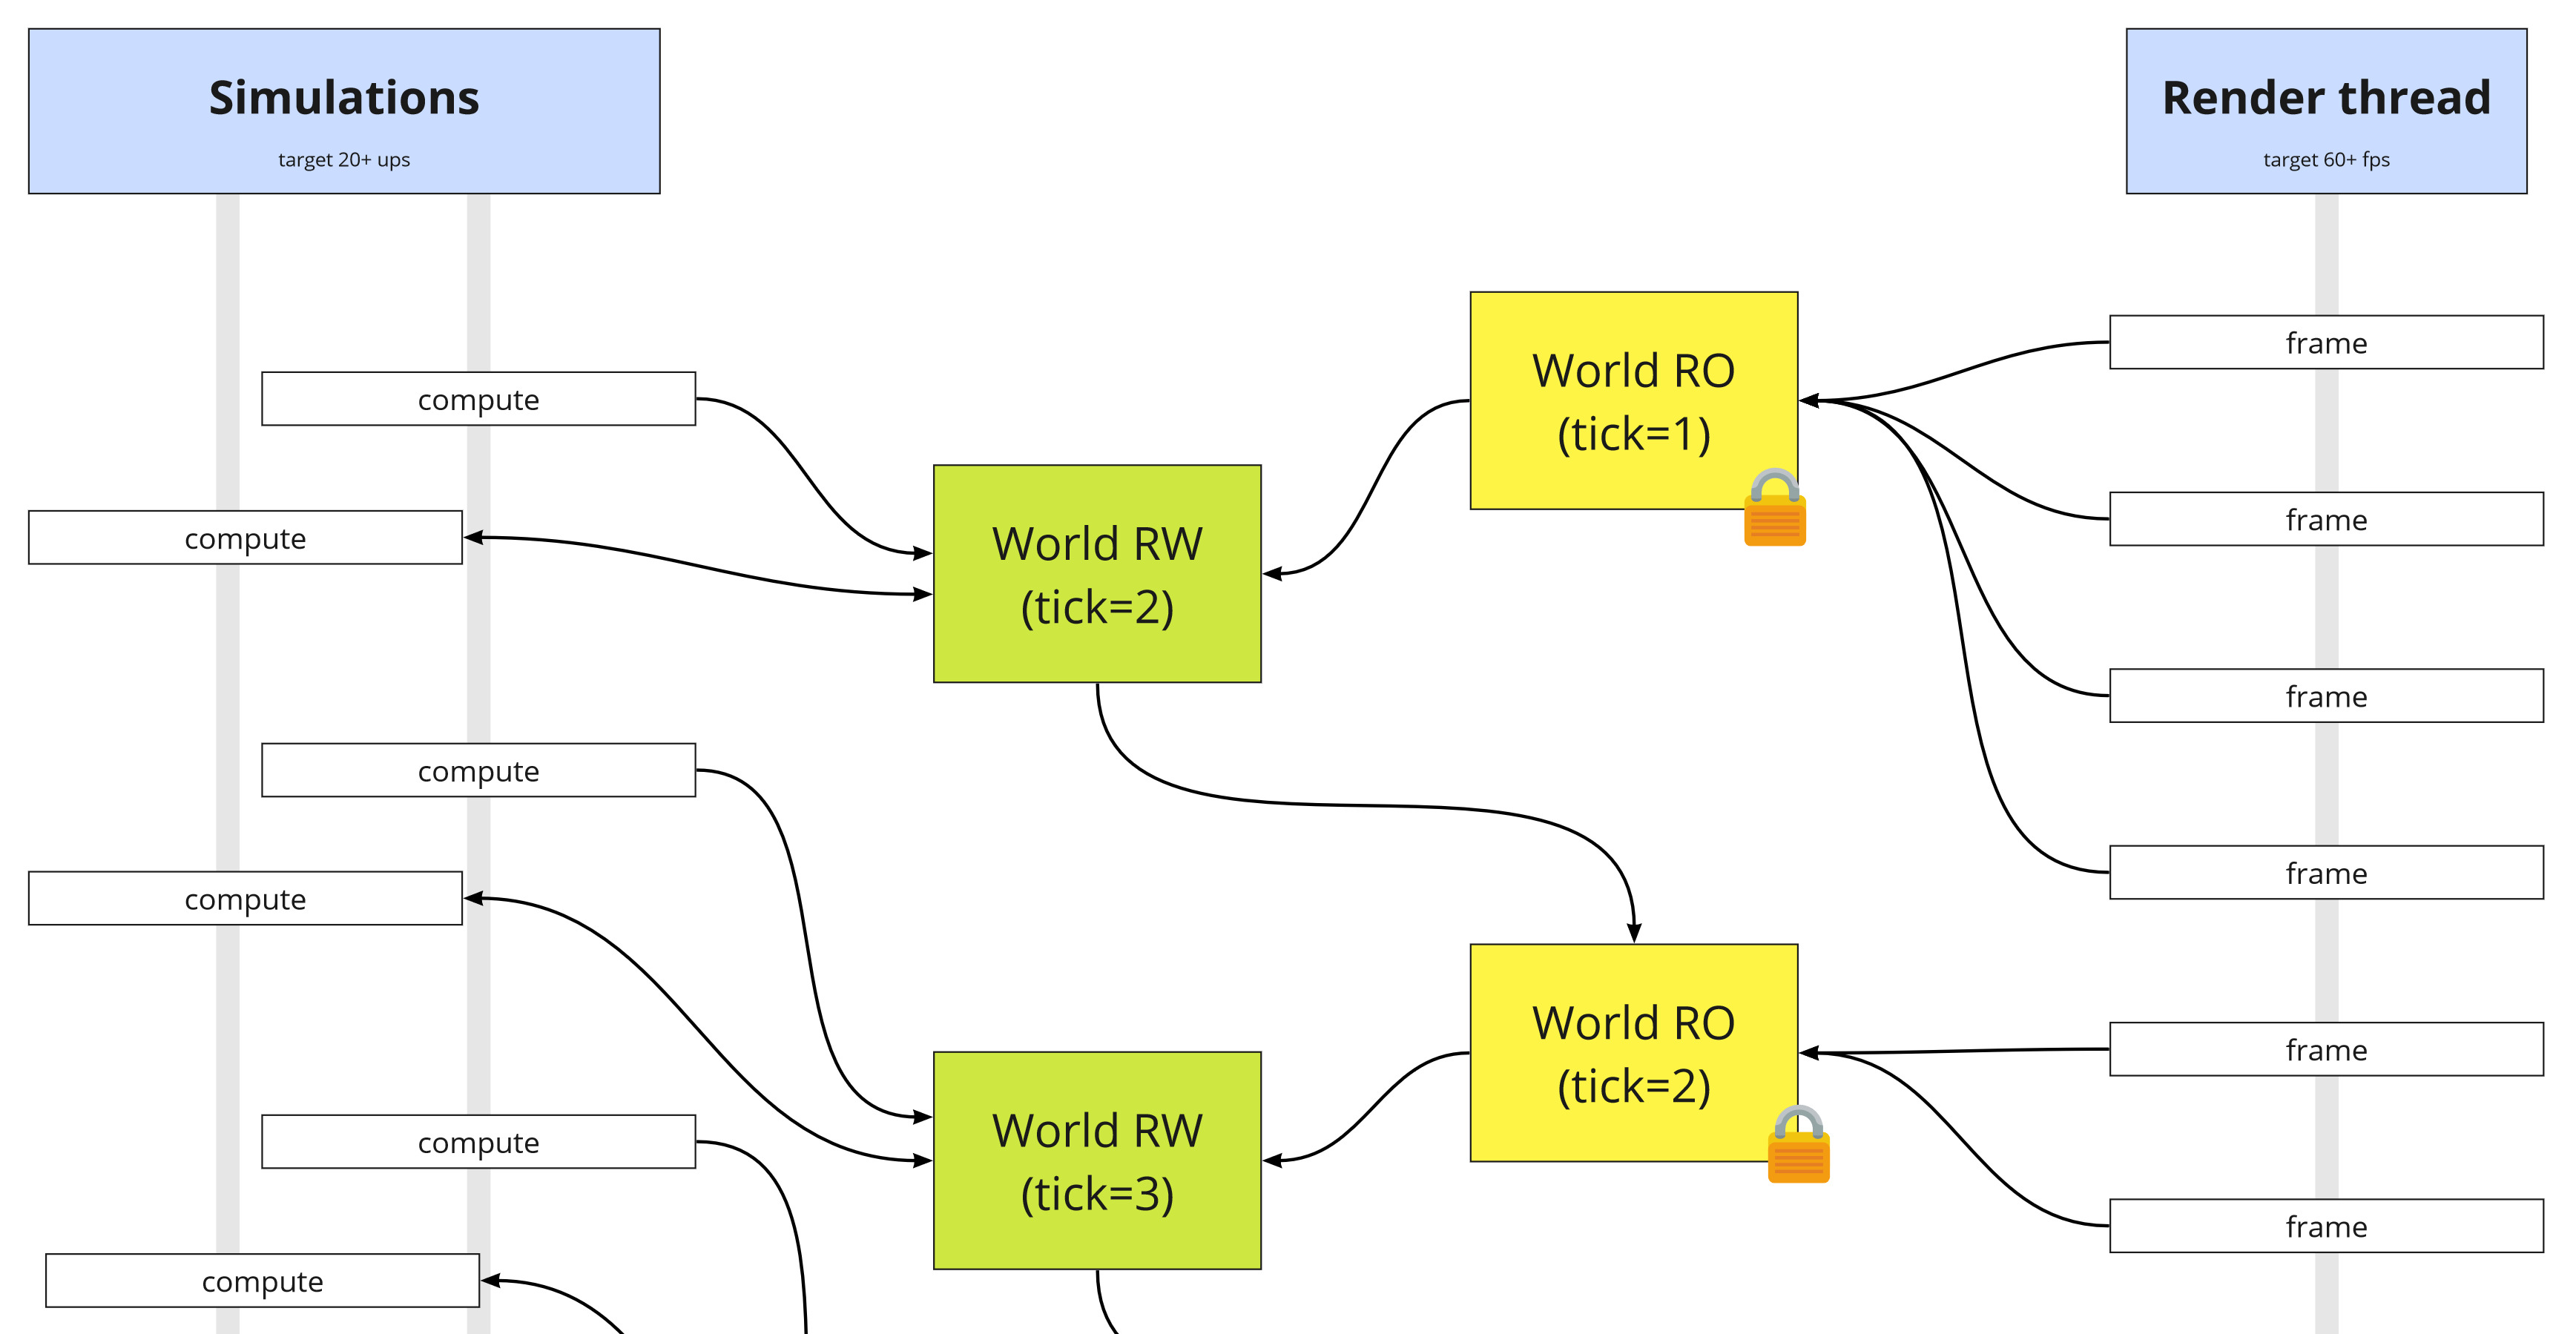 Simulations
target 20+ ups
Render thread
target 60+ fps
frame
World RO
(tick=1)
compute
frame
compute
World RW
(tick=2)
frame
compute
frame
compute
World RO
(tick=2)
frame
compute
World RW
(tick=3)
frame
compute